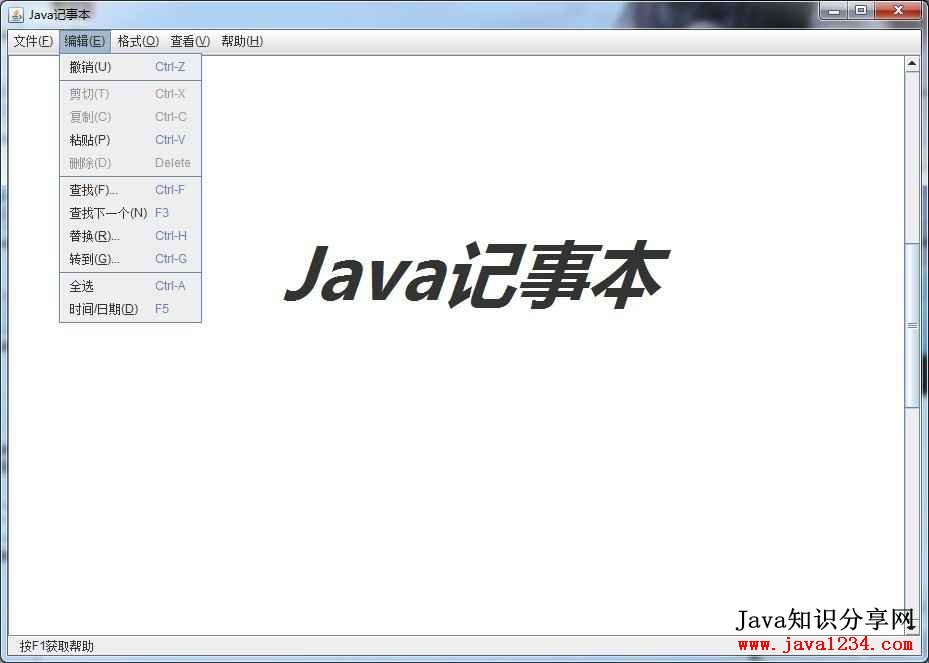 Java记事本
文件(F) 编辑(E) 格式(O) 查看(V) 帮助(H)
撤销(U) Ctrl-Z
剪切(T) Ctrl-X
复制(C) Ctrl-C
粘贴(P) Ctrl-V
删除(D) Delete
查找(F)... Ctrl-F
查找下一个(N) F3
替换(R)... Ctrl-H
转到(G)... Ctrl-G
全选 Ctrl-A
时间/日期(D) F5
Java记事本
Java知识分享网
www.java1234.com
按F1获取帮助